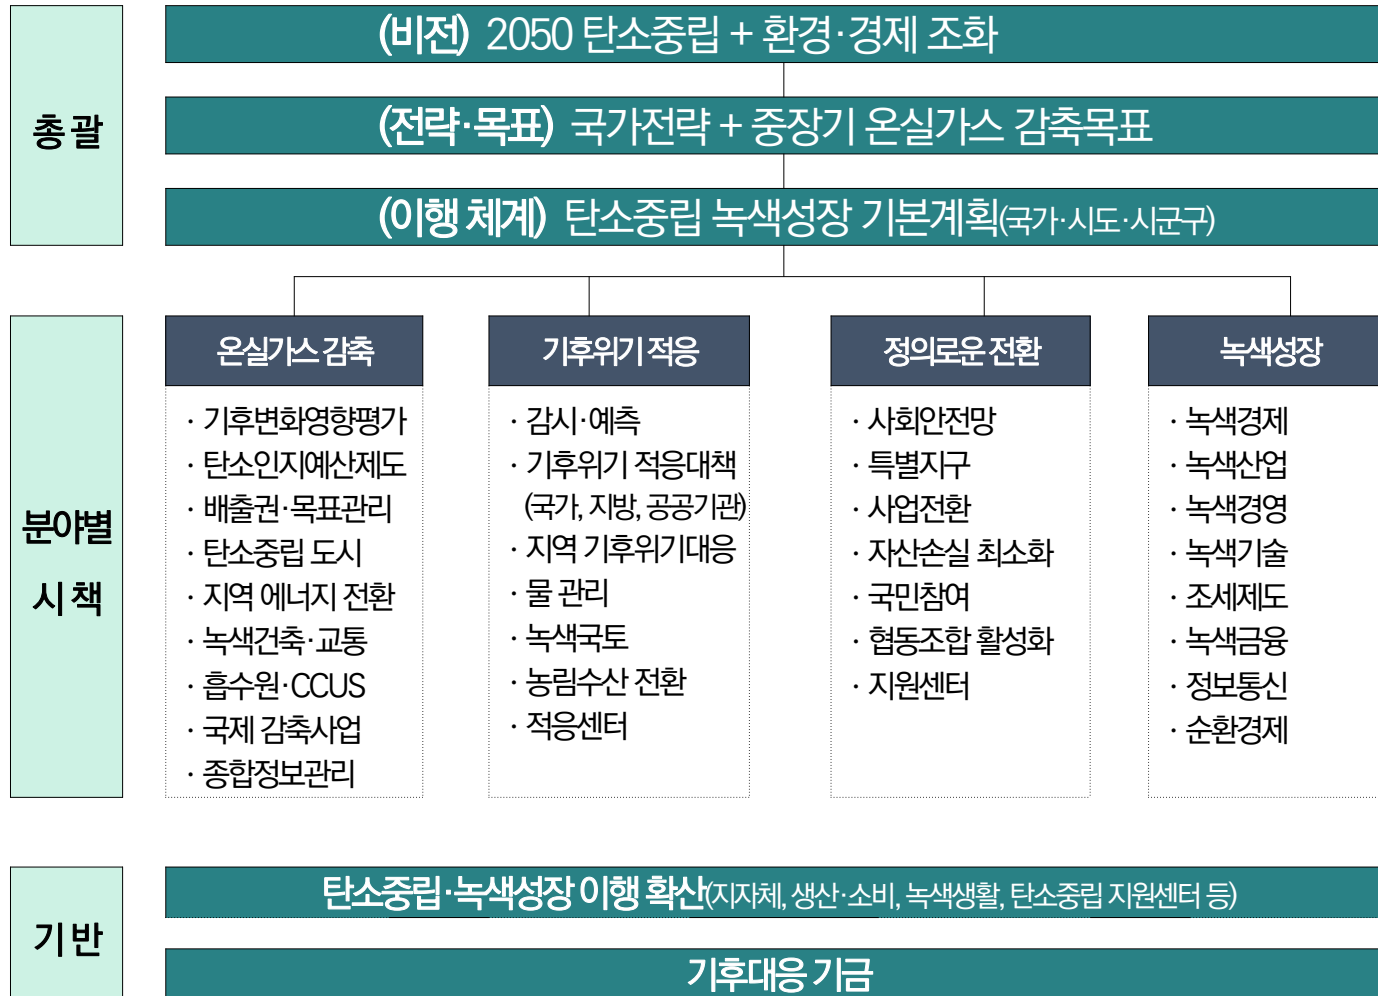 총괄
(비전) 2050 탄소중립 + 환경·경제 조화
(전략·목표) 국가전략 + 중장기 온실가스 감축목표
(이행 체계) 탄소중립 녹색성장 기본계획(국가·시도·시군구)
분야별
시책
온실가스 감축
· 기후변화영향평가
· 탄소인지예산제도
· 배출권·목표관리
· 탄소중립 도시
· 지역 에너지 전환
· 녹색건축·교통
· 흡수원·CCUS
· 국제 감축사업
· 종합정보관리
기후위기 적응
· 감시·예측
· 기후위기 적응대책
(국가, 지방, 공공기관)
· 지역 기후위기대응
· 물 관리
· 녹색국토
· 농림수산 전환
· 적응센터
정의로운 전환
· 사회안전망
· 특별지구
· 사업전환
· 자산손실 최소화
· 국민참여
· 협동조합 활성화
· 지원센터
녹색성장
· 녹색경제
· 녹색산업
· 녹색경영
· 녹색기술
· 조세제도
· 녹색금융
· 정보통신
· 순환경제
기반
탄소중립·녹색성장 이행 확산(지자체, 생산·소비, 녹색생활, 탄소중립 지원센터 등)
기후대응 기금